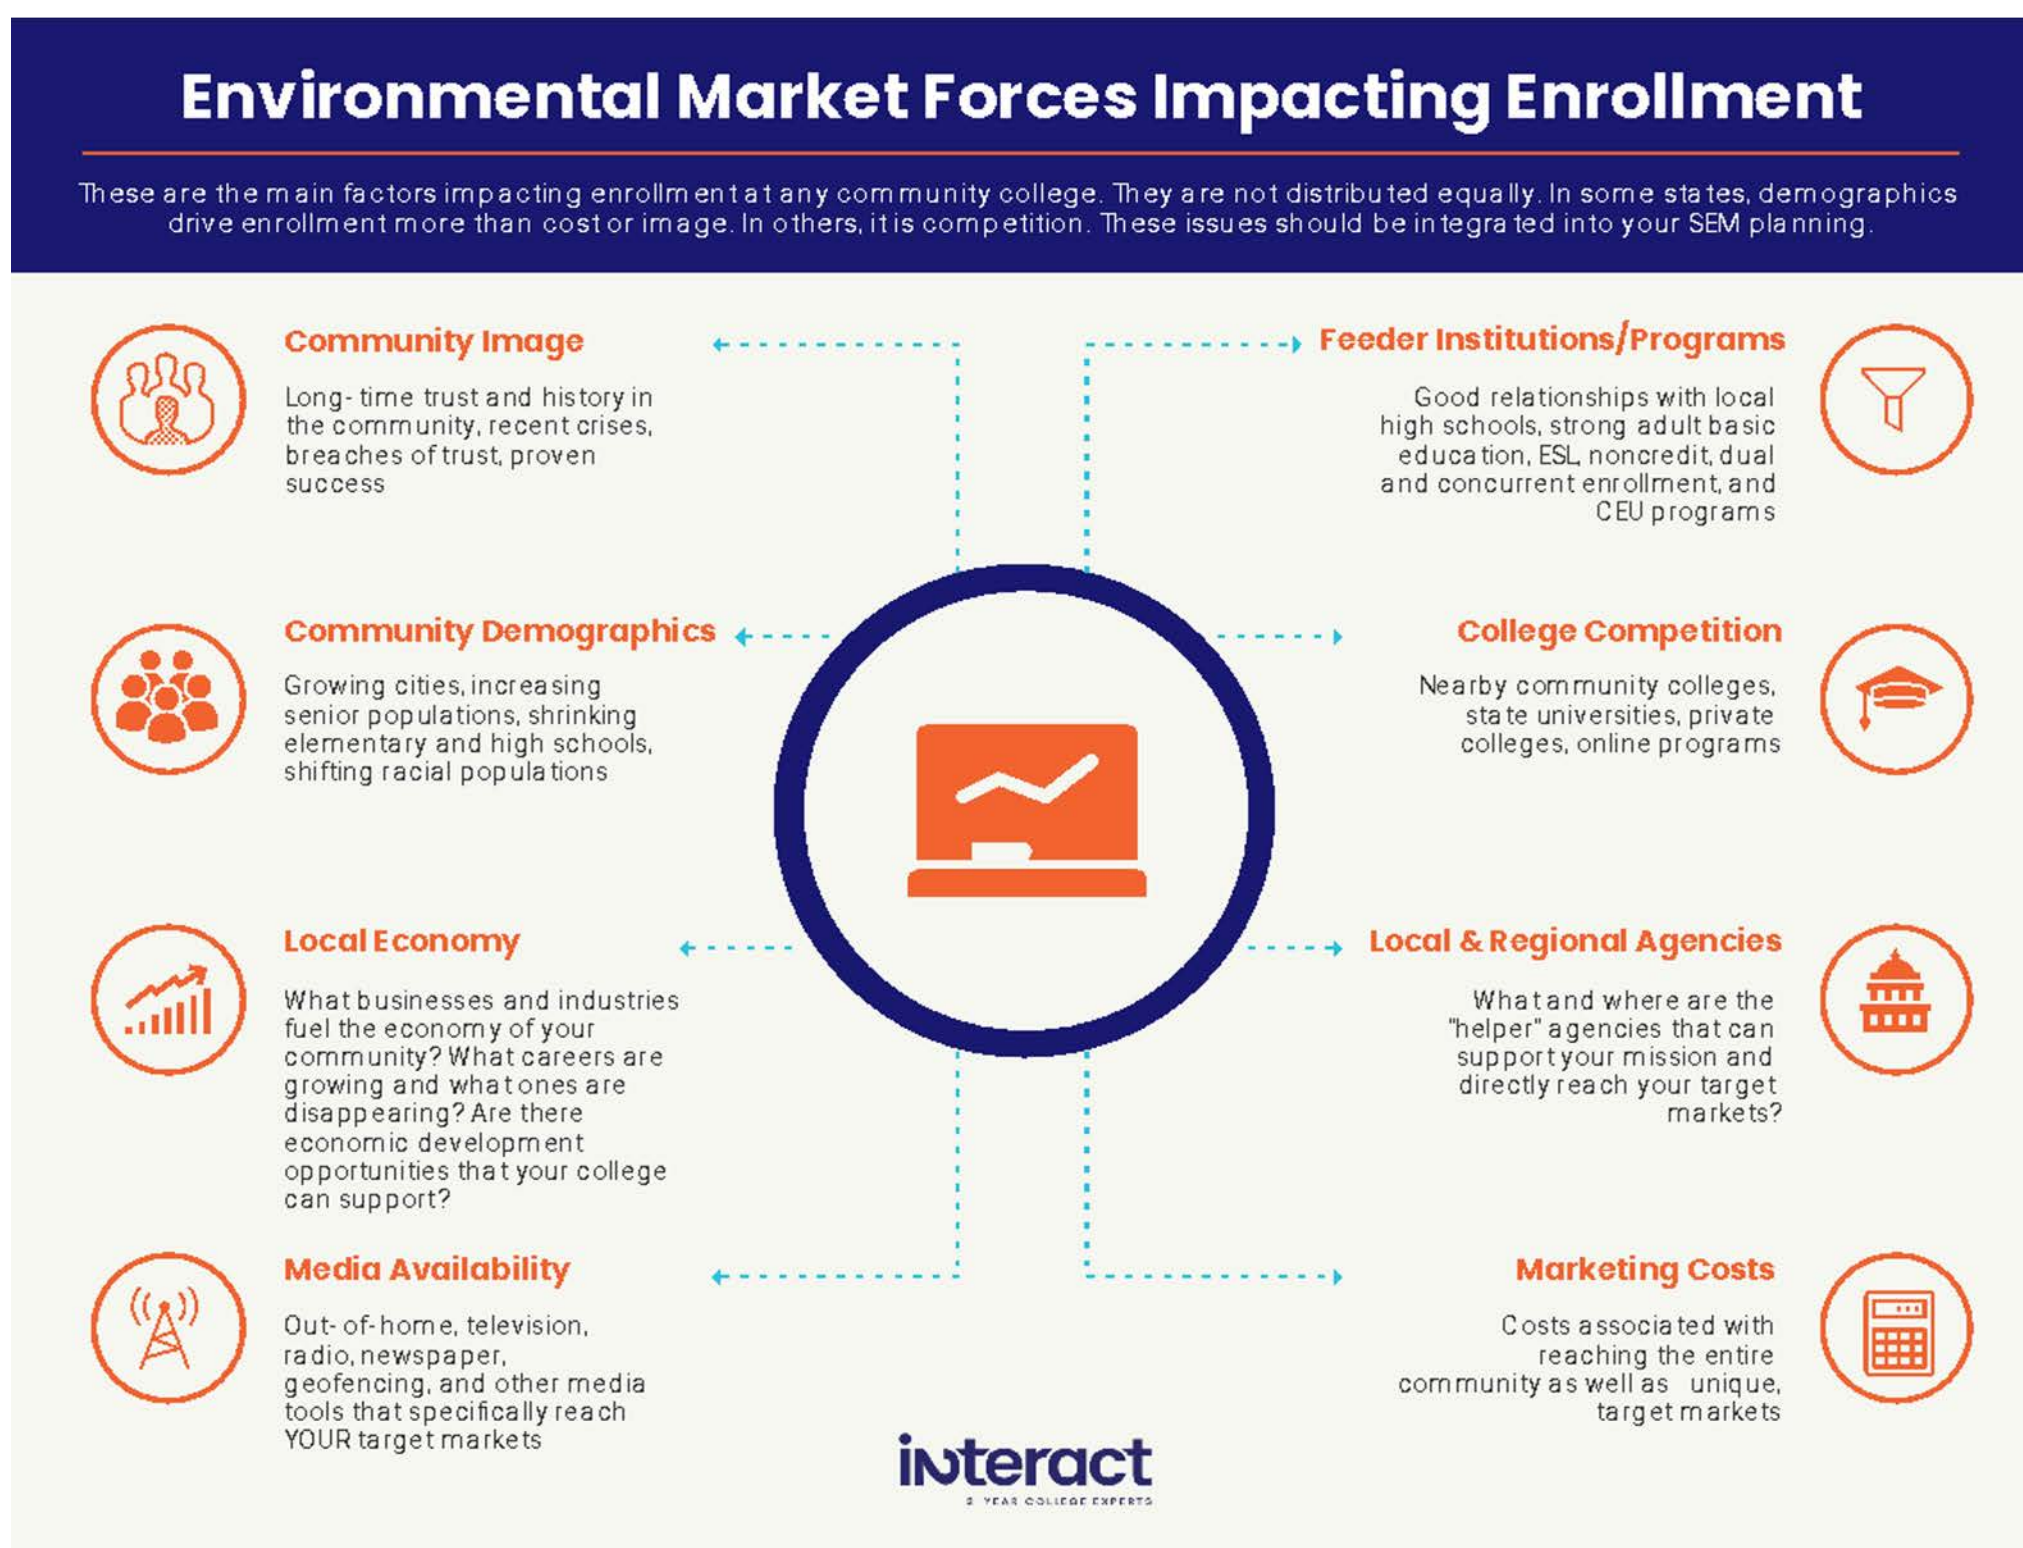 Environmental Market Forces Impacting Enrollment
These are the main factors impacting enrollment at any community college. They are not distributed equally. In some states, demographics
drive enrollment more than cost or image. In others, it is competition. These issues should be integrated into your SEM planning.
Community Image
Long-time trust and history in
the community, recent crises,
breaches of trust, proven
success
Community Demographics
Growing cities, increasing
senior populations, shrinking
elementary and high schools,
shifting racial populations
Local Economy
What businesses and industries
fuel the economy of your
community? What careers are
growing and what ones are
disappearing? Are there
economic development
opportunities that your college
can support?
Media Availability
Out-of-home, television,
radio, newspaper,
geofencing, and other media
tools that specifically reach
YOUR target markets
Feeder Institutions/Programs
Good relationships with local
high schools, strong adult basic
education, ESL, noncredit, dual
and concurrent enrollment, and
CEU programs
College Competition
Nearby community colleges,
state universities, private
colleges, online programs
Local & Regional Agencies
What and where are the
"helper" agencies that can
support your mission and
directly reach your target
markets?
Marketing Costs
Costs associated with
reaching the entire
community as well as unique,
target markets
interact
2 YEAR COLLEGE EXPERTS